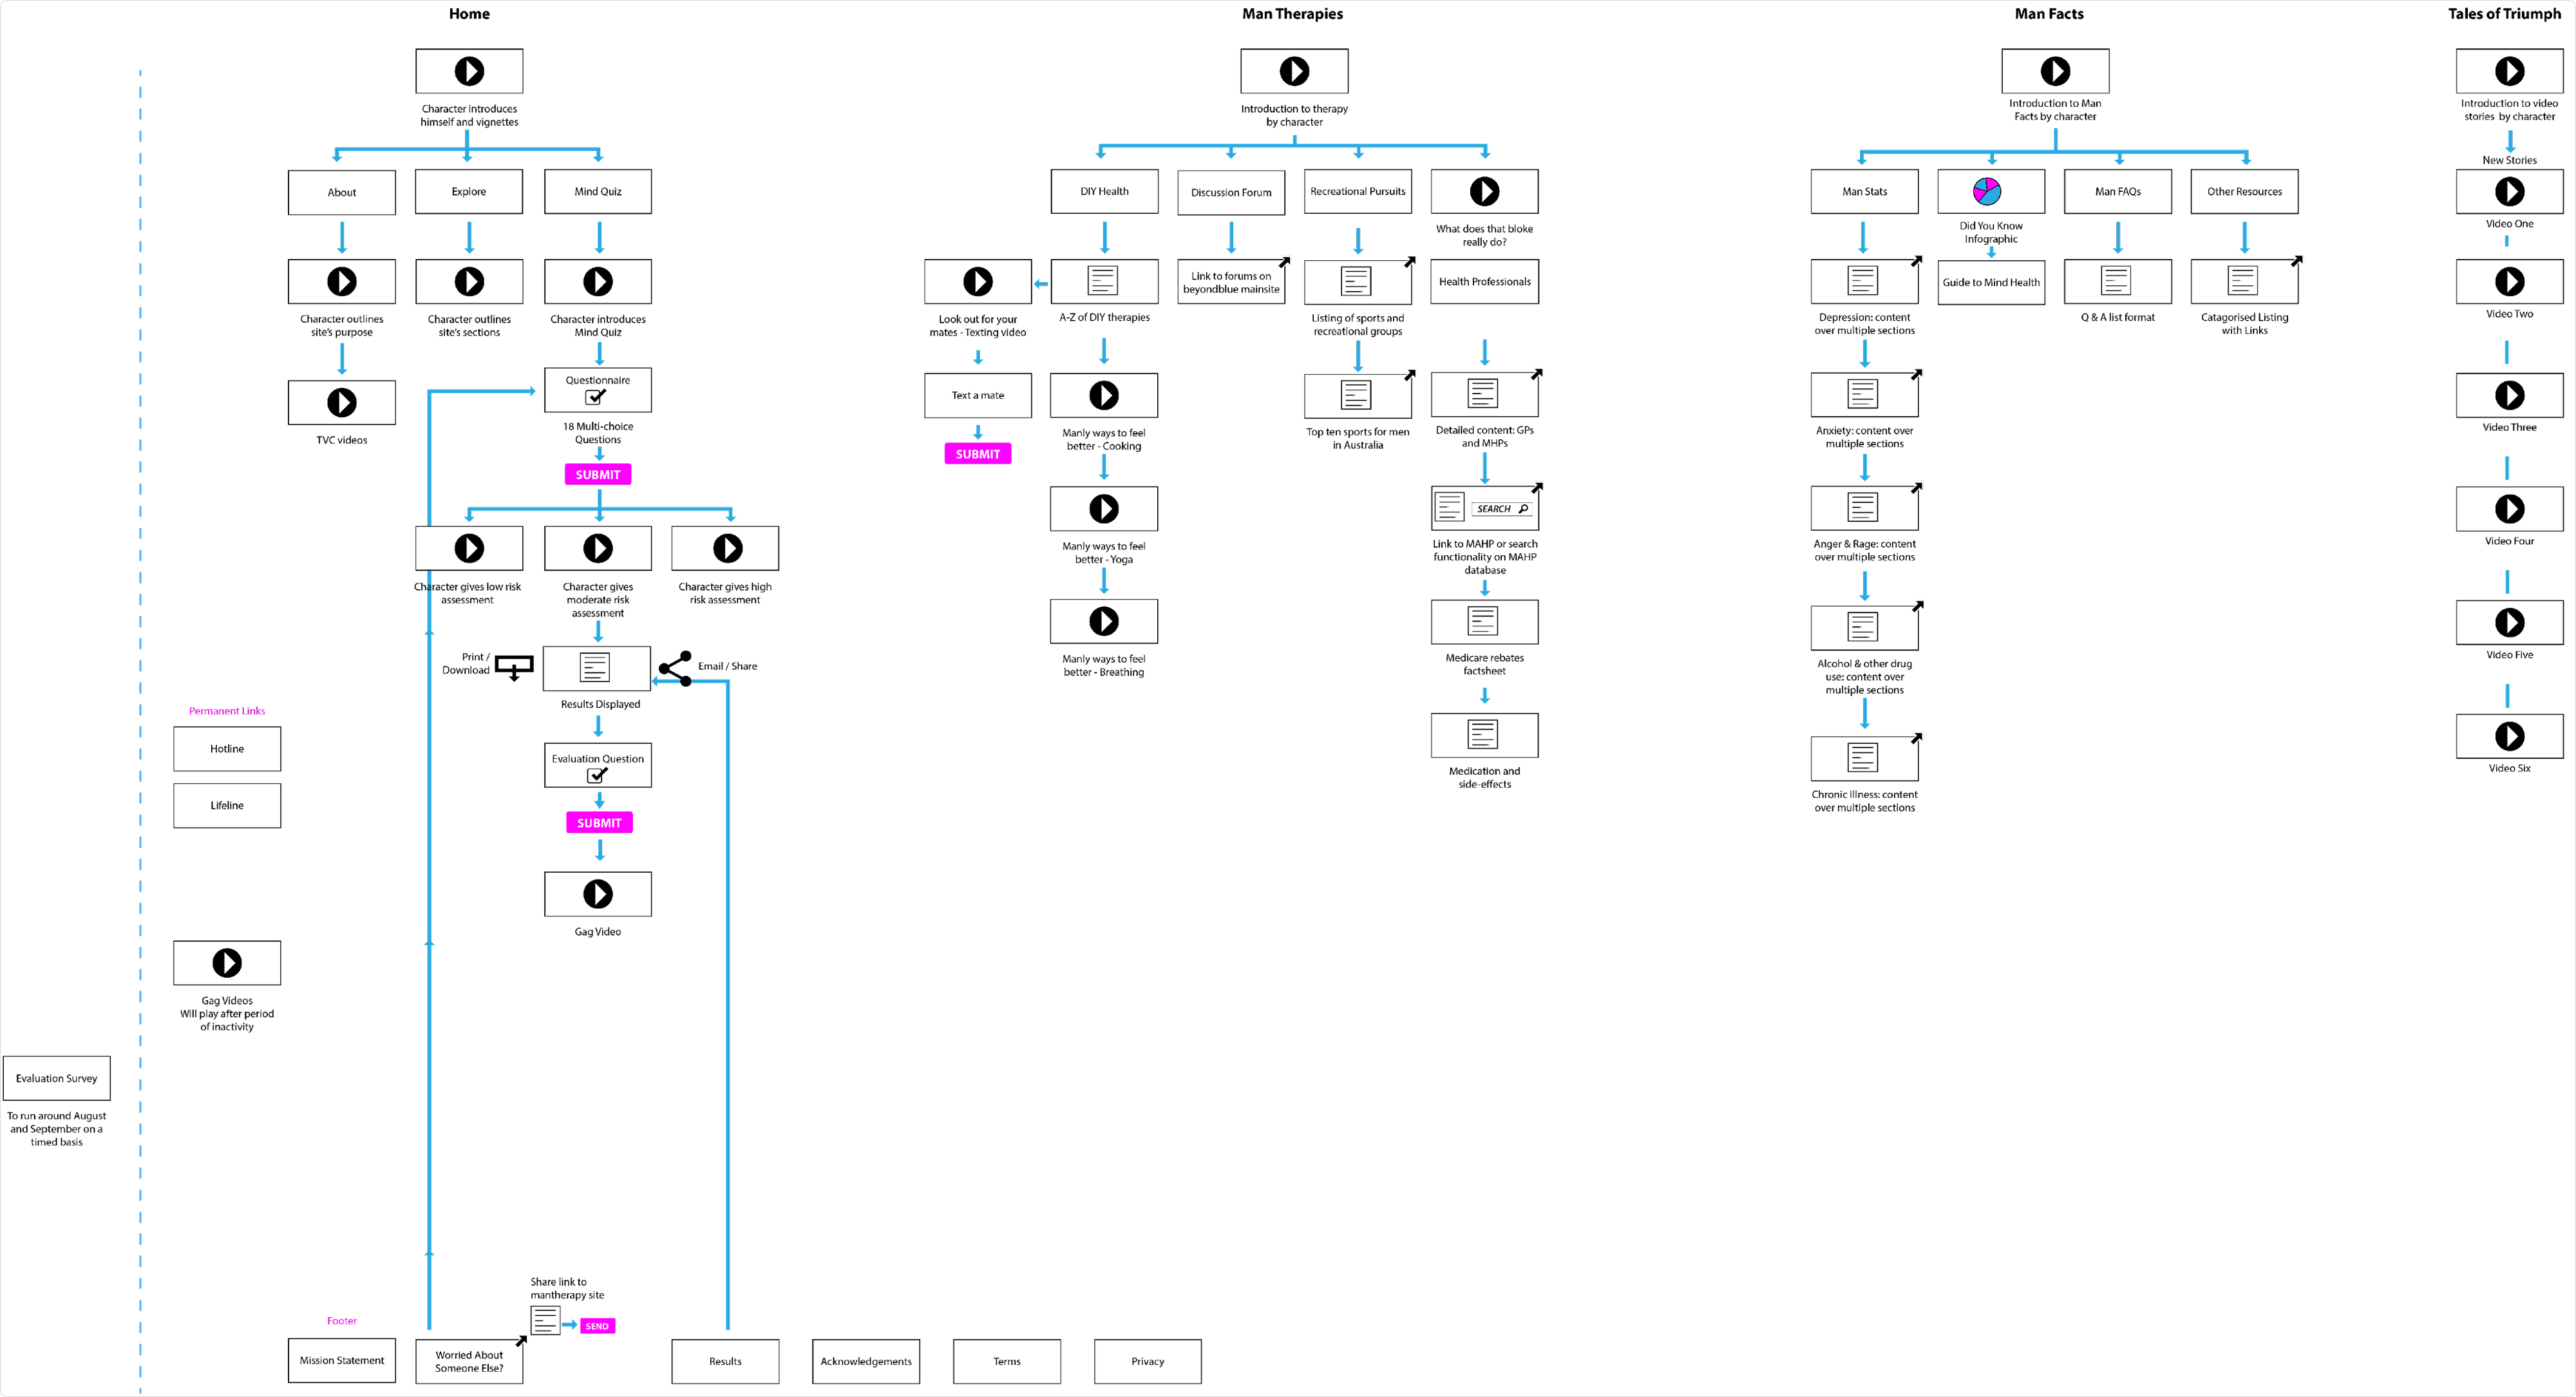 Home
Man Therapies
Man Facts
Tales of Triumph
Character introduces
himself and vignettes
About
Explore
Mind Quiz
Character outlines
site's purpose
Character outlines
site's sections
Character introduces
Mind Quiz
TVC videos
Questionnaire
18 Multi-choice
Questions
SUBMIT
Character gives low risk
assessment
Character gives
moderate risk
assessment
Character gives high
risk assessment
Print /
Download
Email / Share
Results Displayed
Evaluation Question
SUBMIT
Gag Video
Permanent Links
Hotline
Lifeline
Gag Videos
Will play after period
of inactivity
Evaluation Survey
To run around August
and September on a
timed basis
Share link to
mantherapy site
SEND
Footer
Mission Statement
Worried About
Someone Else?
Results
Acknowledgements
Terms
Privacy
Introduction to therapy
by character
DIY Health
Discussion Forum
Recreational Pursuits
What does that bloke
really do?
Look out for your
mates - Texting video
A-Z of DIY therapies
Link to forums on
beyondblue mainsite
Listing of sports and
recreational groups
Health Professionals
Text a mate
SUBMIT
Manly ways to feel
better - Cooking
Manly ways to feel
better - Yoga
Manly ways to feel
better - Breathing
Top ten sports for men
in Australia
Detailed content: GPs
and MHPs
SEARCH
Link to MAHP or search
functionality on MAHP
database
Medicare rebates
factsheet
Medication and
side-effects
Introduction to Man
Facts by character
Man Stats
Did You Know
Infographic
Man FAQs
Other Resources
Depression: content
over multiple sections
Guide to Mind Health
Q & A list format
Catagorised Listing
with Links
Anxiety: content over
multiple sections
Anger & Rage: content
over multiple sections
Alcohol & other drug
use: content over
multiple sections
Chronic Illness: content
over multiple sections
Introduction to video
stories by character
New Stories
Video One
Video Two
Video Three
Video Four
Video Five
Video Six